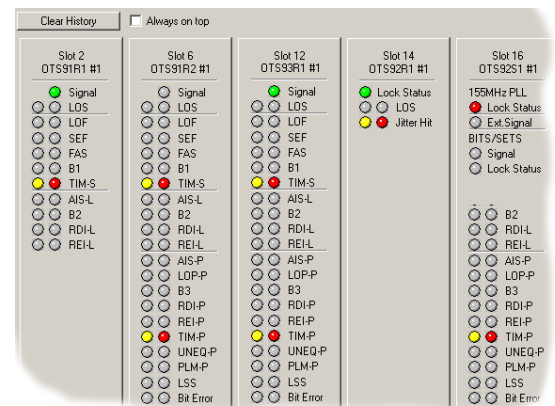 Clear History
Always on top
Slot 2
OTS91R1 #1
Signal
LOS
LOF
SEF
FAS
B1
TIM-S
AIS-L
B2
RDI-L
REI-L
Slot 6
OTS91R2 #1
Signal
LOS
LOF
SEF
FAS
B1
TIM-S
AIS-L
B2
RDI-L
REI-L
AIS-P
LOP-P
B3
RDI-P
REI-P
TIM-P
UNEQ-P
PLM-P
LSS
Bit Error
Slot 12
OTS93R1 #1
Signal
LOS
LOF
SEF
FAS
B1
TIM-S
AIS-L
B2
RDI-L
REI-L
AIS-P
LOP-P
B3
RDI-P
REI-P
TIM-P
UNEQ-P
PLM-P
LSS
Bit Error
Slot 14
OTS92R1 #1
Lock Status
LOS
Jitter Hit
Slot 16
OTS92S1 #1
155MHz PLL
Lock Status
Ext.Signal
BITS/SETS
Signal
Lock Status
B2
RDI-L
REI-L
AIS-P
LOP-P
B3
RDI-P
REI-P
TIM-P
UNEQ-P
PLM-P
LSS
Bit Error